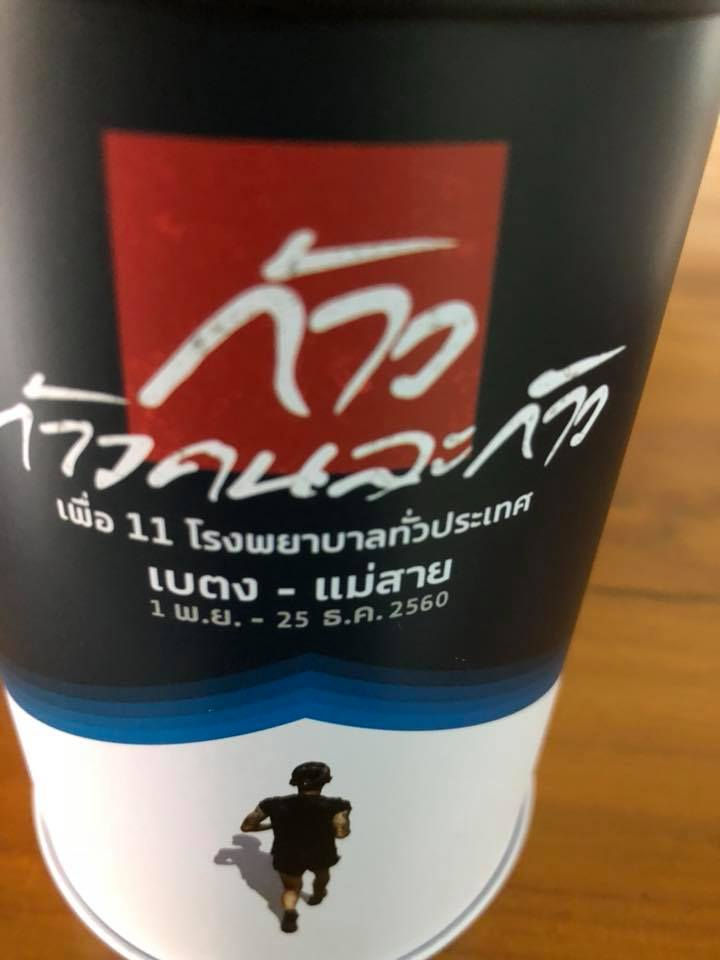 ก้าว
ก้าวคนละก้าว
เพื่อ 11 โรงพยาบาลทั่วประเทศ
เบตง - แม่สาย
1 พ.ย. - 25 ธ.ค. 2560